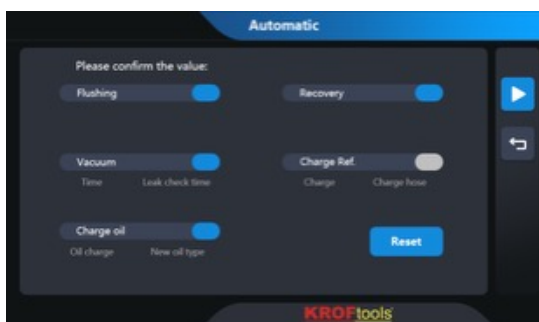 Automatic
Please confirm the value:
Flushing
Recovery
Vacuum
Charge Ref.
Time Leak check time
Charge Charge hose
Charge oil
Oil charge New oil type
Reset
KROFtools